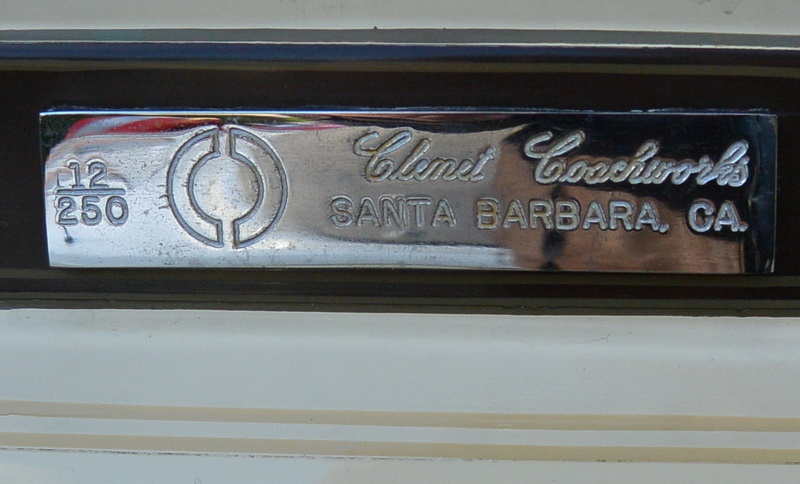 12
250
Clenet Coachworks
SANTA BARBARA, CA.